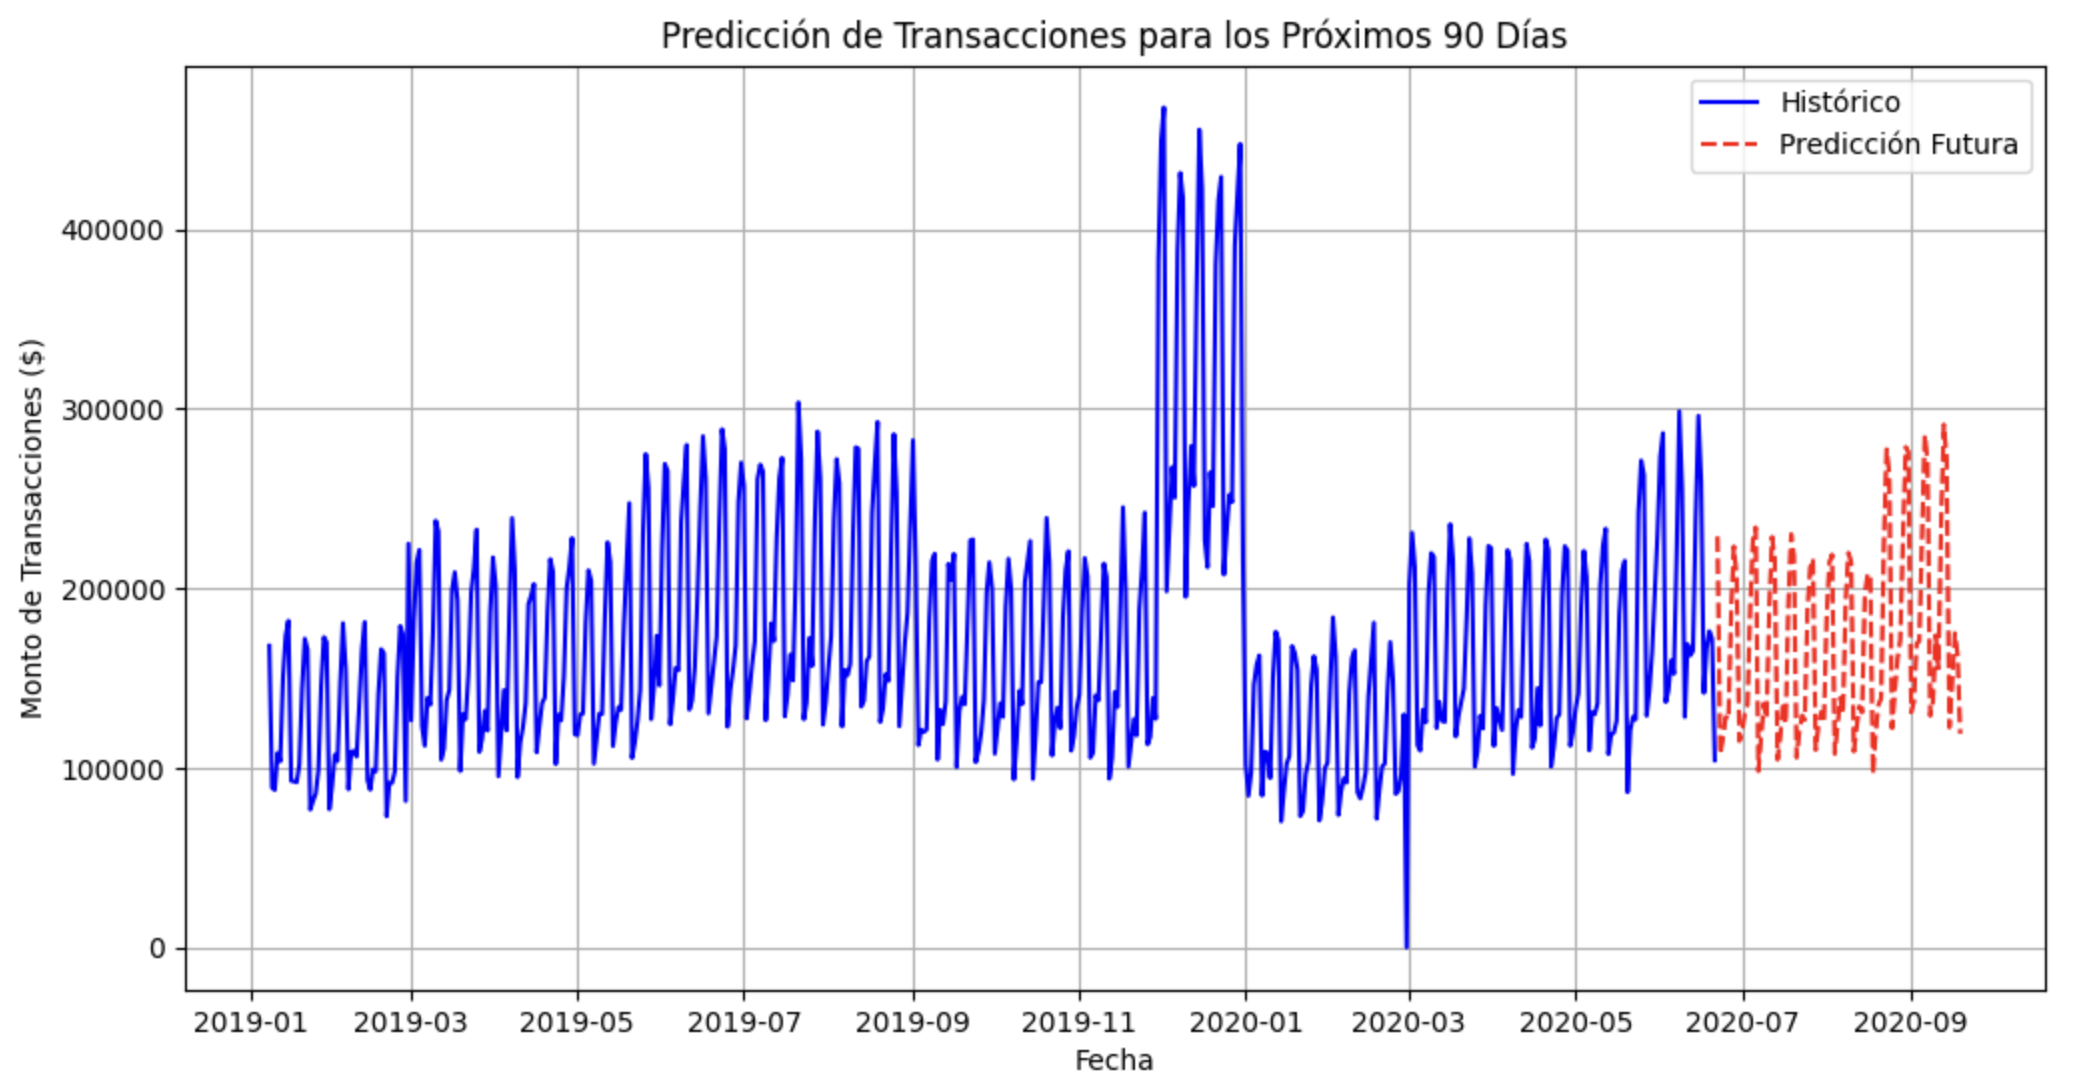 Predicción de Transacciones para los Próximos 90 Días
Histórico
Predicción Futura
Monto de Transacciones ($)
400000
300000
200000
100000
0
2019-01 2019-03 2019-05 2019-07 2019-09 2019-11 2020-01 2020-03 2020-05 2020-07 2020-09
Fecha